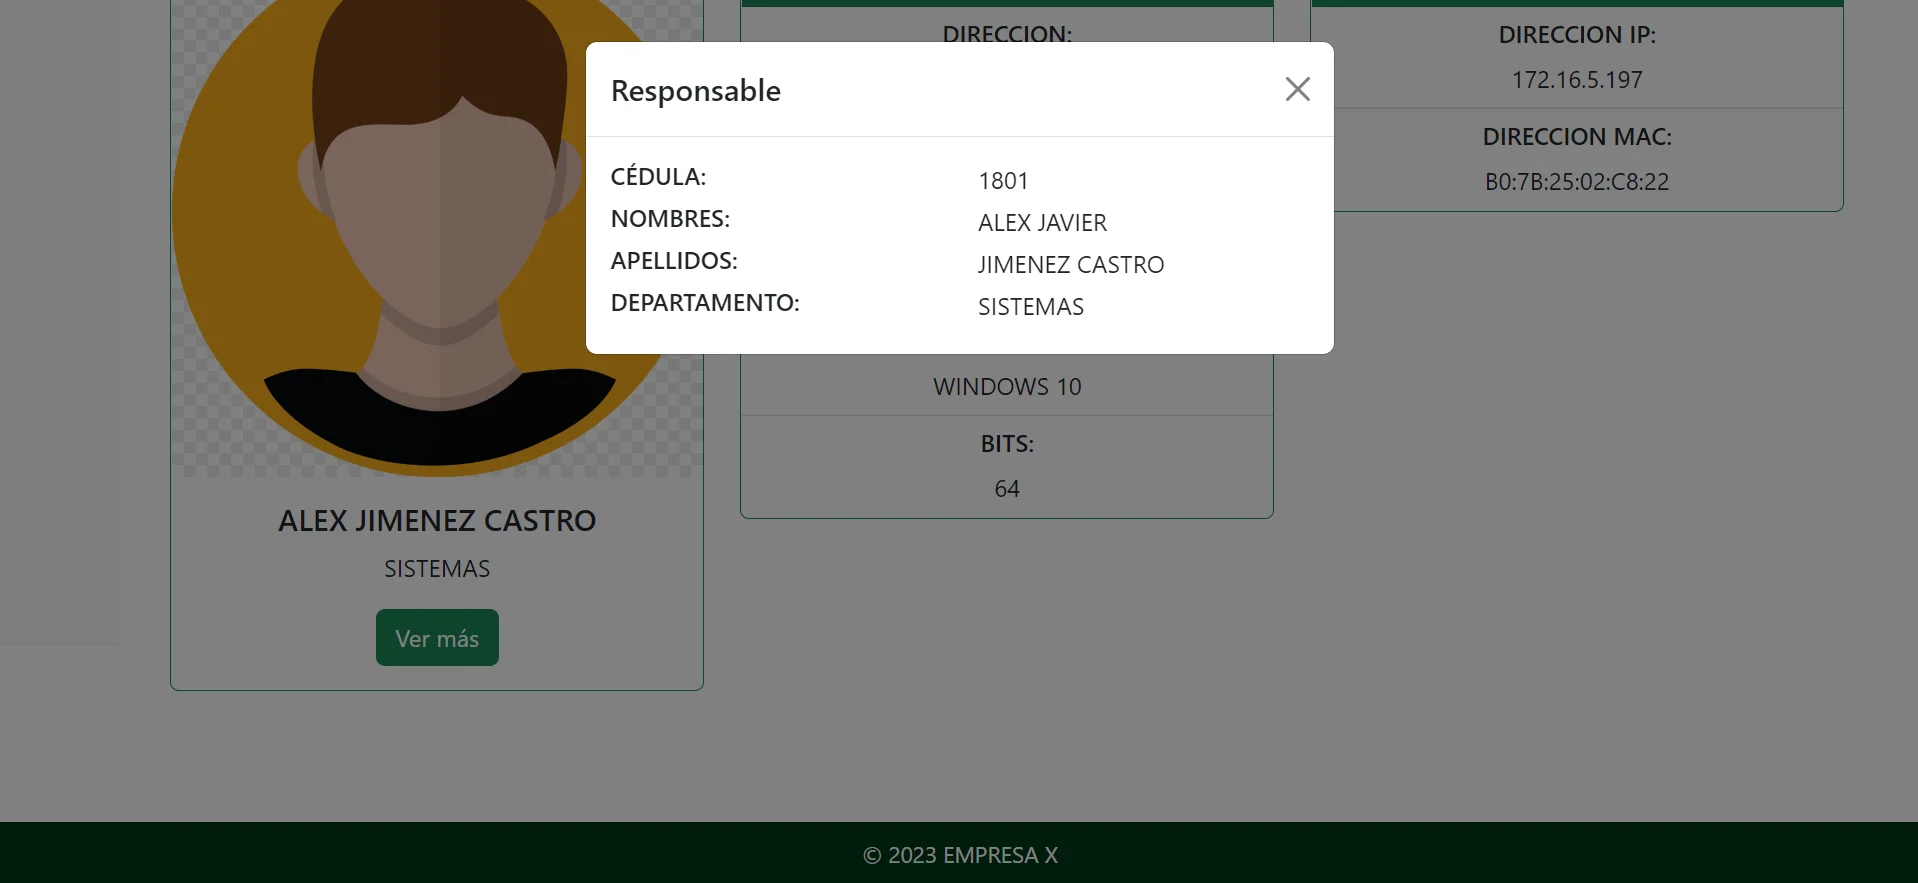 DIRECCION:
DIRECCION IP:
172.16.5.197
DIRECCION MAC:
B0:7B:25:02:C8:22
Responsable
CÉDULA: 1801
NOMBRES: ALEX JAVIER
APELLIDOS: JIMENEZ CASTRO
DEPARTAMENTO: SISTEMAS
WINDOWS 10
BITS:
64
ALEX JIMENEZ CASTRO
SISTEMAS
Ver más
© 2023 EMPRESA X